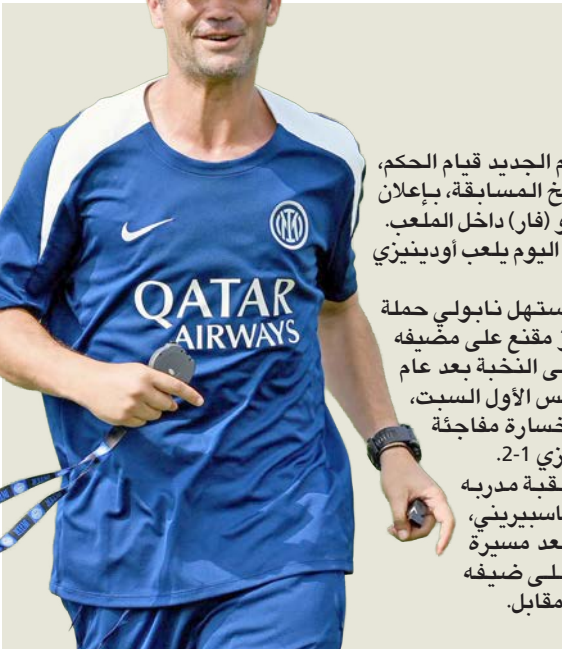 م الجديد قيام الحكم،
خ المسابقة، بإعلان
و (فار) داخل الملعب.
اليوم يلعب أودينيزي
ستهل نابولي حملة
ز مقنع على مضيفه
ى النخبة بعد عام
س الأول السبت،
خسارة مفاجئة
زي 1-2.
قبة مدربه
اسبيريني،
عد مسيرة
لى ضيفه
مقابل.
QATAR
AIRWAYS